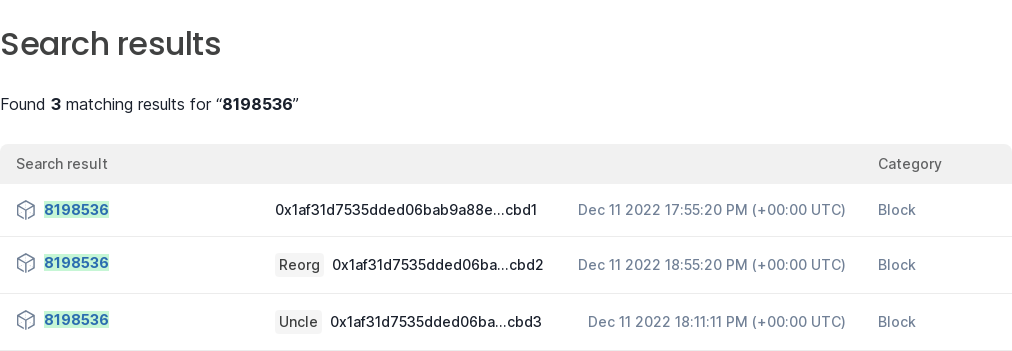 Search results
Found 3 matching results for “8198536”
Search result Category
8198536 0x1af31d7535dded06bab9a88e...cbd1 Dec 11 2022 17:55:20 PM (+00:00 UTC) Block
8198536 Reorg 0x1af31d7535dded06ba...cbd2 Dec 11 2022 18:55:20 PM (+00:00 UTC) Block
8198536 Uncle 0x1af31d7535dded06ba...cbd3 Dec 11 2022 18:11:11 PM (+00:00 UTC) Block